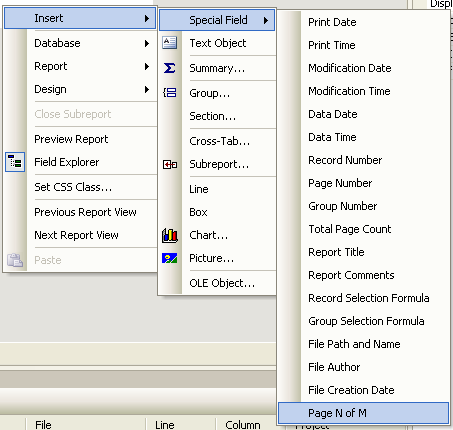 Insert
Database
Report
Design
Close Subreport
Preview Report
Field Explorer
Set CSS Class...
Previous Report View
Next Report View
Paste
Special Field
Text Object
Summary...
Group...
Section...
Cross-Tab...
Subreport...
Line
Box
Chart...
Picture...
OLE Object...
Print Date
Print Time
Modification Date
Modification Time
Data Date
Data Time
Record Number
Page Number
Group Number
Total Page Count
Report Title
Report Comments
Record Selection Formula
Group Selection Formula
File Path and Name
File Author
File Creation Date
Page N of M
File Line Column Project